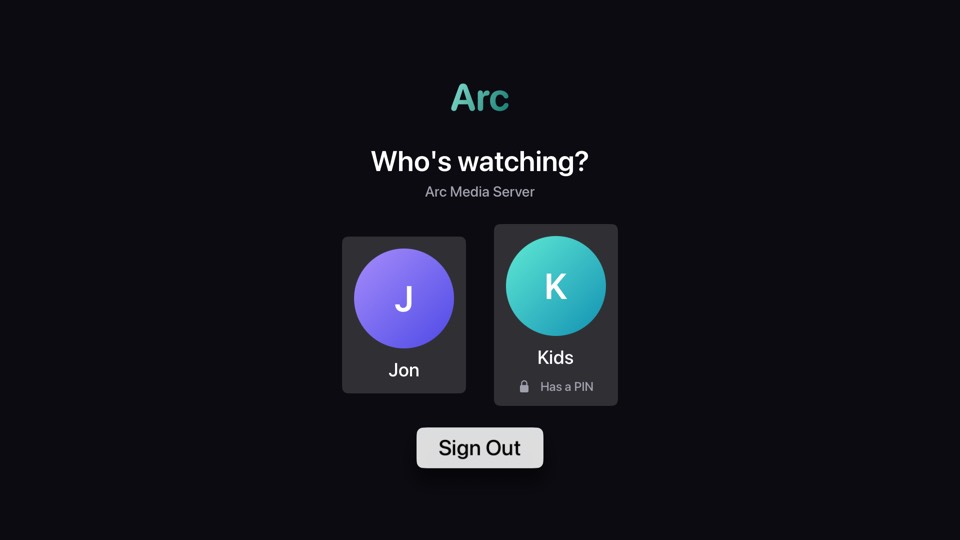 Arc
Who's watching?
Arc Media Server
J
K
Jon
Kids
Has a PIN
Sign Out